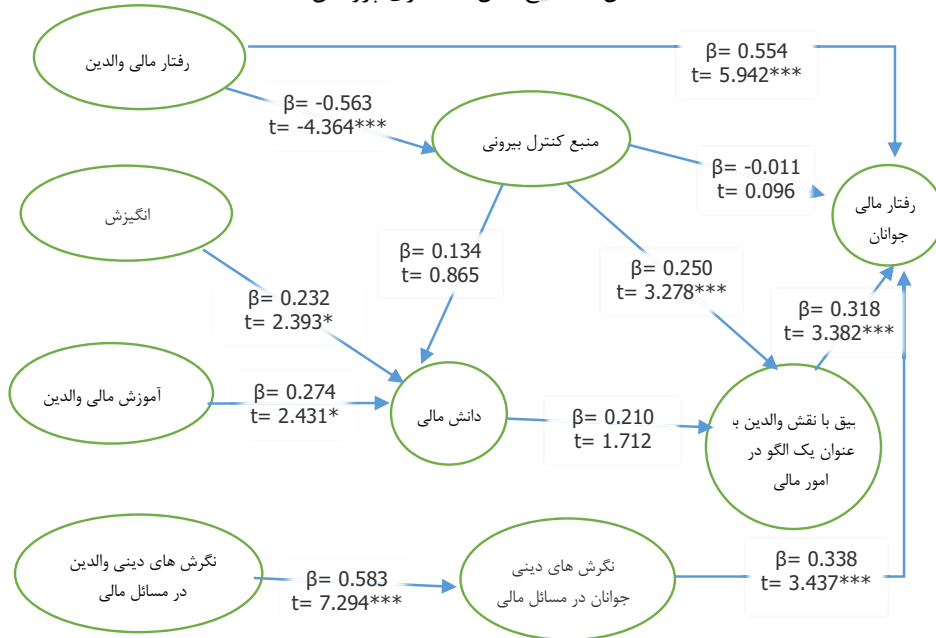 رفتار مالی والدین
β= 0.554
t= 5.942***
β= -0.563
t= -4.364***
منبع کنترل بیرونی
β= -0.011
t= 0.096
رفتار مالی
جوانان
انگیزش
β= 0.134
t= 0.865
β= 0.250
t= 3.278***
β= 0.232
t= 2.393*
β= 0.318
t= 3.382***
آموزش مالی والدین
β= 0.274
t= 2.431*
دانش مالی
β= 0.210
t= 1.712
با نقش والدین
عنوان یک الگو در
امور مالی
نگرش های دینی والدین
در مسائل مالی
β= 0.583
t= 7.294***
نگرش های دینی
جوانان در مسائل مالی
β= 0.338
t= 3.437***